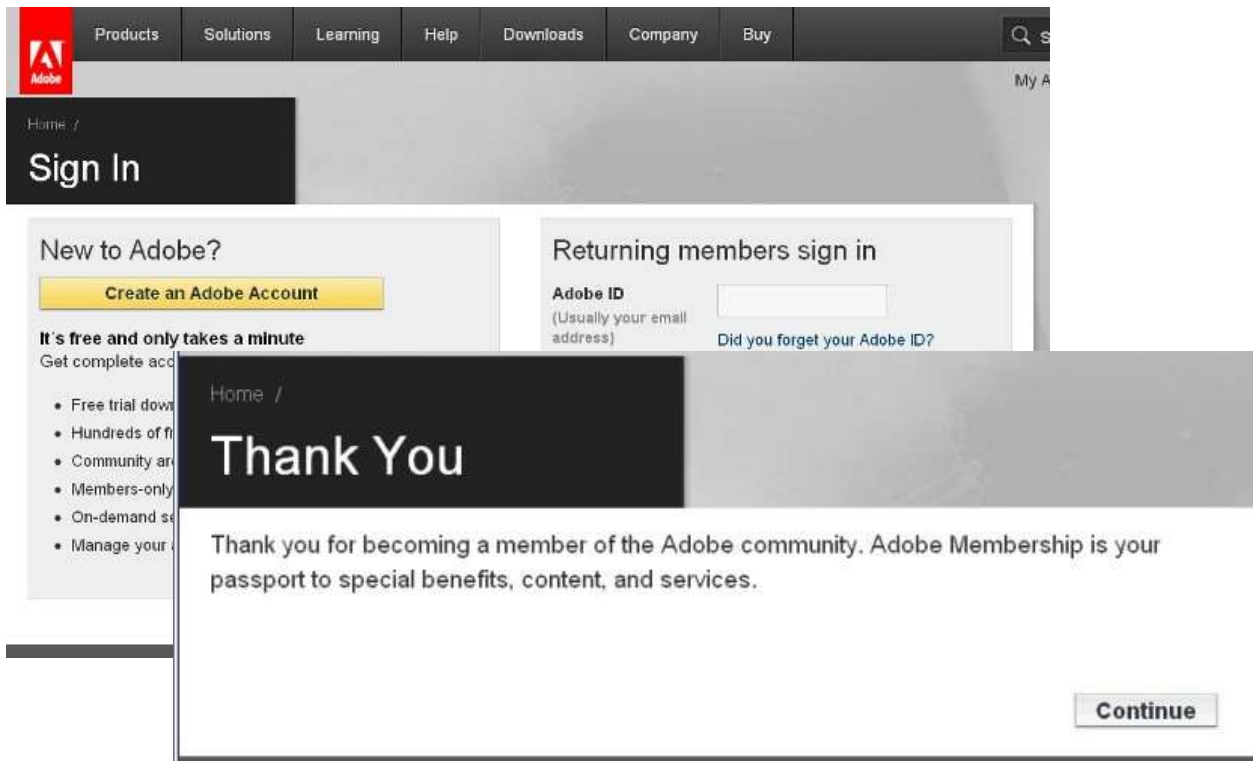 Products Solutions Learning Help Downloads Company Buy
Adobe
My
Home /
Sign In
New to Adobe?
Create an Adobe Account
It's free and only takes a minute
Get complete
Free trial
Hundreds of
Community
Members-only
On-demand
Manage your
Returning members sign in
Adobe ID
(Usually your email
address)
Did you forget your Adobe ID?
Home /
Thank You
Thank you for becoming a member of the Adobe community. Adobe Membership is your
passport to special benefits, content, and services.
Continue